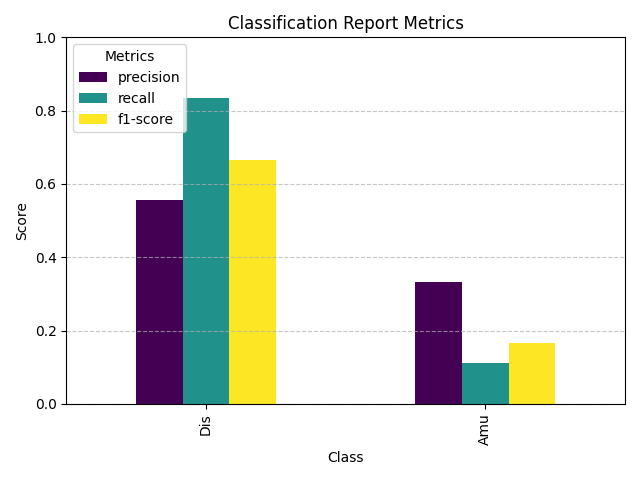 Classification Report Metrics
Metrics
precision
recall
f1-score
1.0
0.8
0.6
0.4
0.2
0.0
Score
Dis
Amu
Class